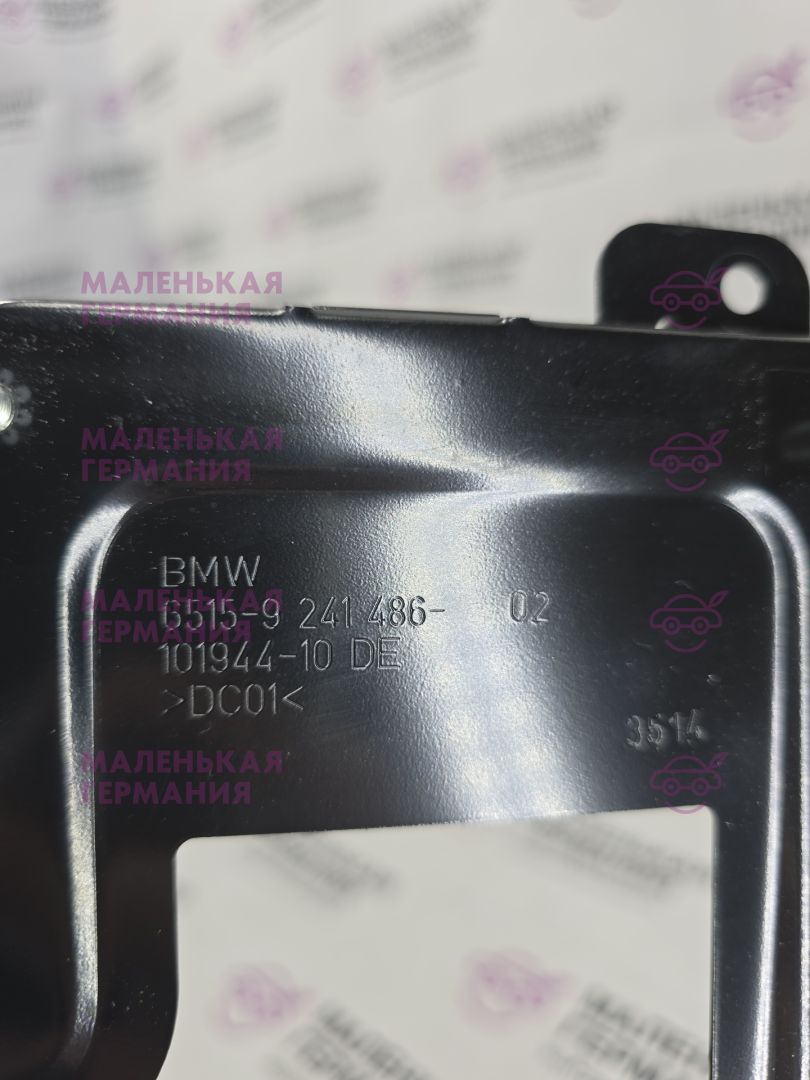 МАЛЕНЬКАЯ
ГЕРМАНИЯ
МАЛЕНЬКАЯ
ГЕРМАНИЯ
BMW
6515-9 241 486- 02
МАЛЕНЬКАЯ
ГЕРМАНИЯ
101944-10 DE
>DC01<
3514
МАЛЕНЬКАЯ
ГЕРМАНИЯ